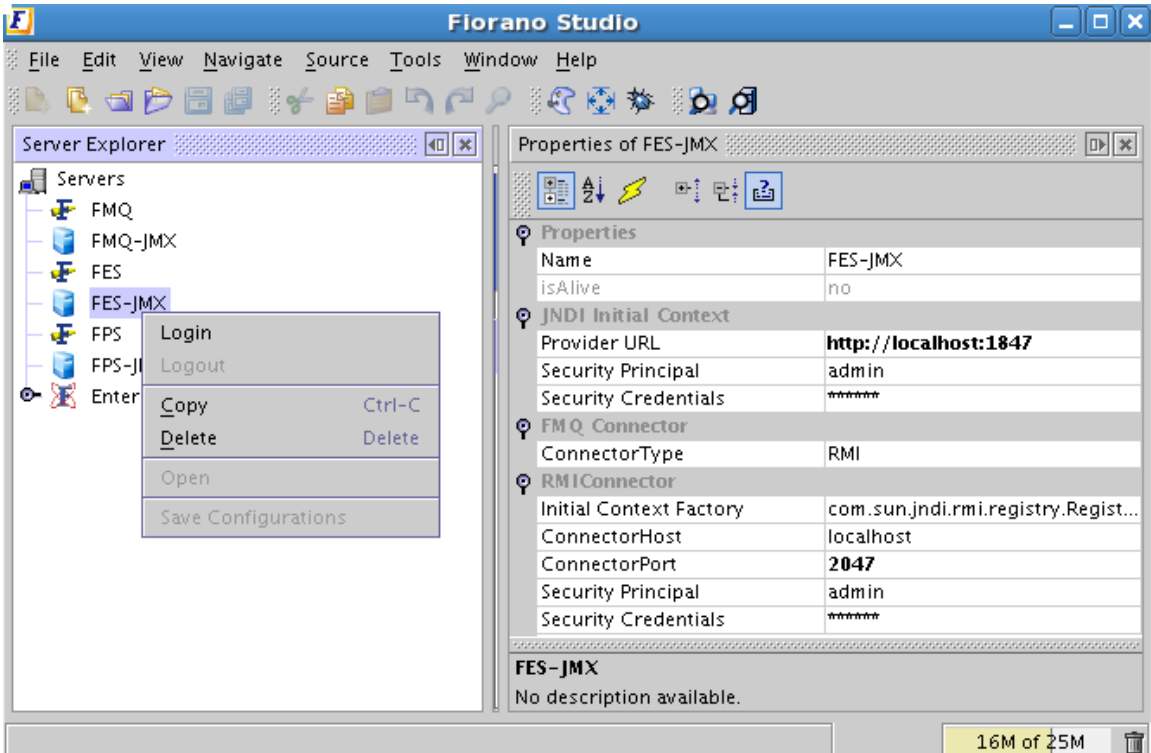 Fiorano Studio
File Edit View Navigate Source Tools Window Help
Server Explorer
Servers
FMQ
FMQ-JMX
FES
FES-JMX
FPS
FPS-J
Enter
Login
Logout
Copy Ctrl-C
Delete Delete
Open
Save Configurations
Properties of FES-JMX
Properties
Name FES-JMX
isAlive no
JNDI Initial Context
Provider URL http://localhost:1847
Security Principal admin
Security Credentials ******
FMQ Connector
ConnectorType RMI
RMIConnector
Initial Context Factory com.sun.jndi.rmi.registry.Regist...
ConnectorHost localhost
ConnectorPort 2047
Security Principal admin
Security Credentials ******
FES-JMX
No description available.
16M of 25M